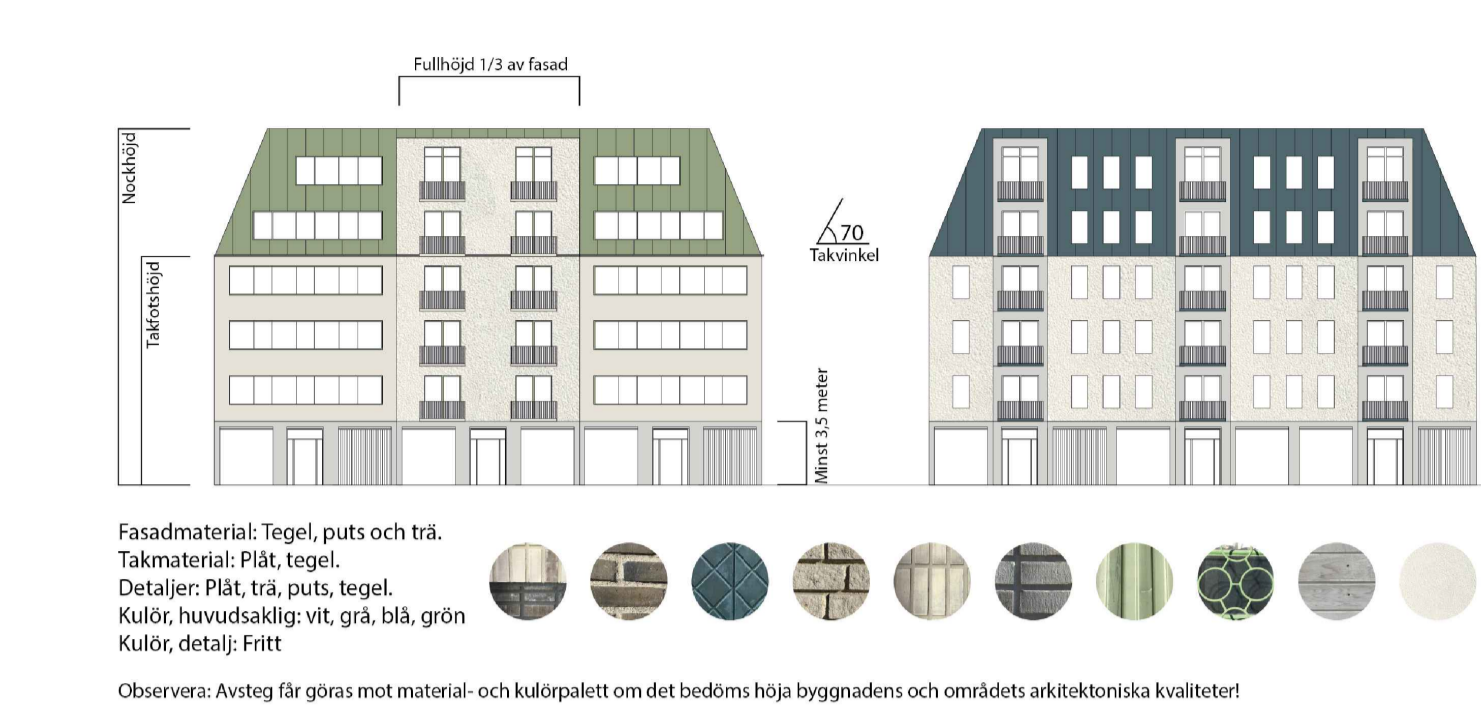 Fullhöjd 1/3 av fasad
Nockhöjd
Takfotshöjd
70
Takvinkel
Minst 3,5 meter
Fasadmaterial: Tegel, puts och trä.
Takmaterial: Plåt, tegel.
Detaljer: Plåt, trä, puts, tegel.
Kulör, huvudsaklig: vit, grå, blå, grön
Kulör, detalj: Fritt
Observera: Avsteg får göras mot material- och kulörpalett om det bedöms höja byggnadens och områdets arkitektoniska kvaliteter!